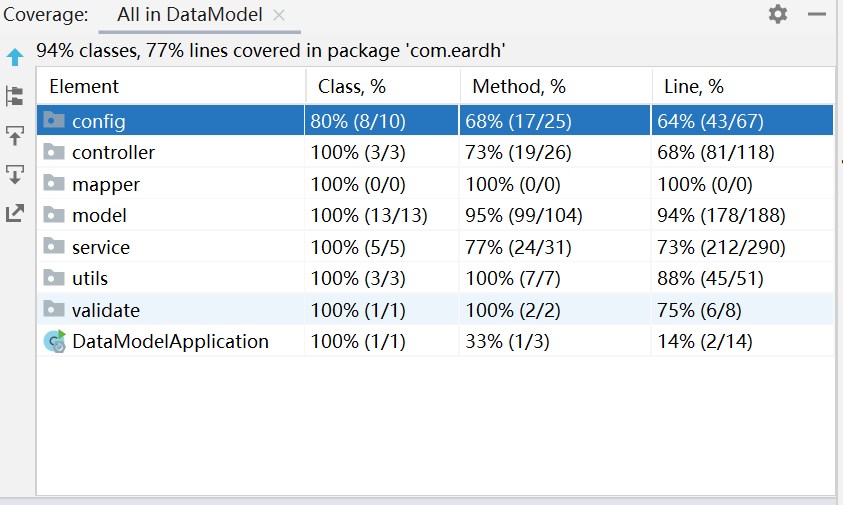 Coverage: All in DataModel
94% classes, 77% lines covered in package 'com.eardh'
Element Class, % Method, % Line, %
config 80% (8/10) 68% (17/25) 64% (43/67)
controller 100% (3/3) 73% (19/26) 68% (81/118)
mapper 100% (0/0) 100% (0/0) 100% (0/0)
model 100% (13/13) 95% (99/104) 94% (178/188)
service 100% (5/5) 77% (24/31) 73% (212/290)
utils 100% (3/3) 100% (7/7) 88% (45/51)
validate 100% (1/1) 100% (2/2) 75% (6/8)
DataModelApplication 100% (1/1) 33% (1/3) 14% (2/14)